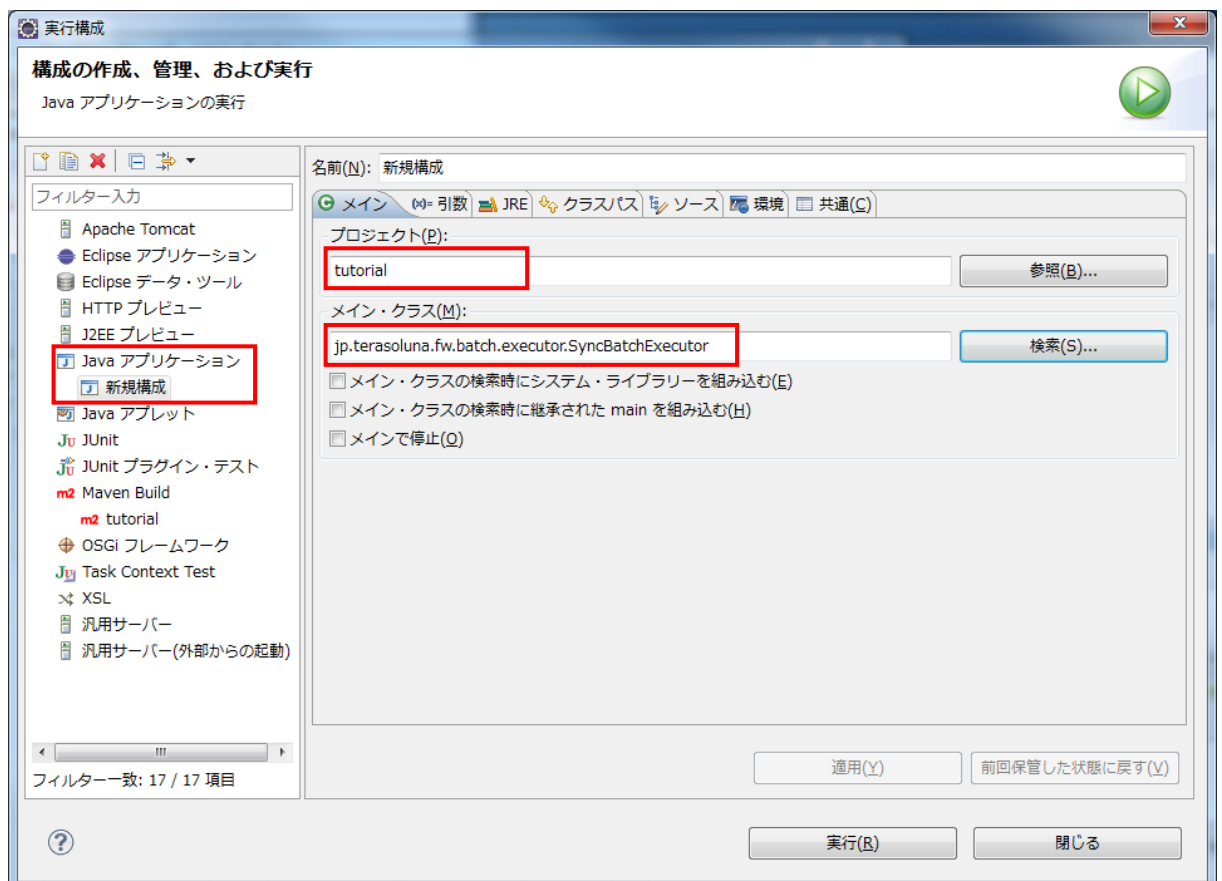 実行構成
構成の作成、管理、および実行
Java アプリケーションの実行
フィルター入力
Apache Tomcat
Eclipse アプリケーション
Eclipse データ・ツール
HTTP プレビュー
J2EE プレビュー
Java アプリケーション
新規構成
Java アプレット
JUnit
JUnit プラグイン・テスト
Maven Build
tutorial
OSGi フレームワーク
Task Context Test
XSL
汎用サーバー
汎用サーバー(外部からの起動)
フィルター一致: 17 / 17 項目
名前(N): 新規構成
メイン (x)= 引数 JRE クラスパス ソース 環境 共通(C)
プロジェクト(P):
tutorial 参照(B)...
メイン・クラス(M):
jp.terasoluna.fw.batch.executor.SyncBatchExecutor 検索(S)...
メイン・クラスの検索時にシステム・ライブラリーを組み込む(E)
メイン・クラスの検索時に継承された main を組み込む(H)
メインで停止(O)
適用(Y) 前回保管した状態に戻す(V)
実行(R) 閉じる